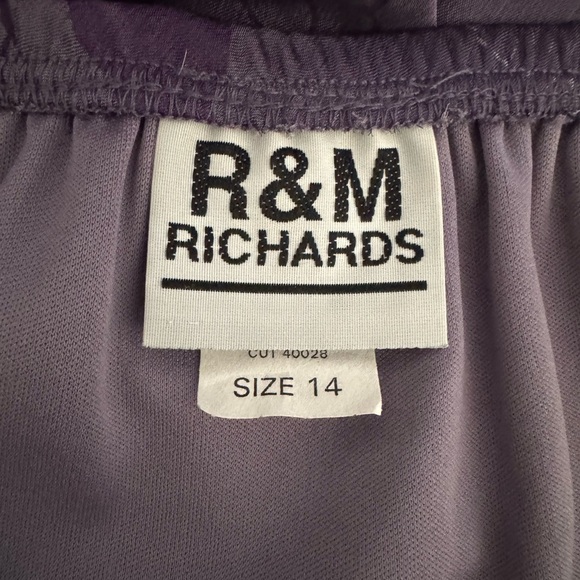 R&M
RICHARDS
CUT 40028
SIZE 14